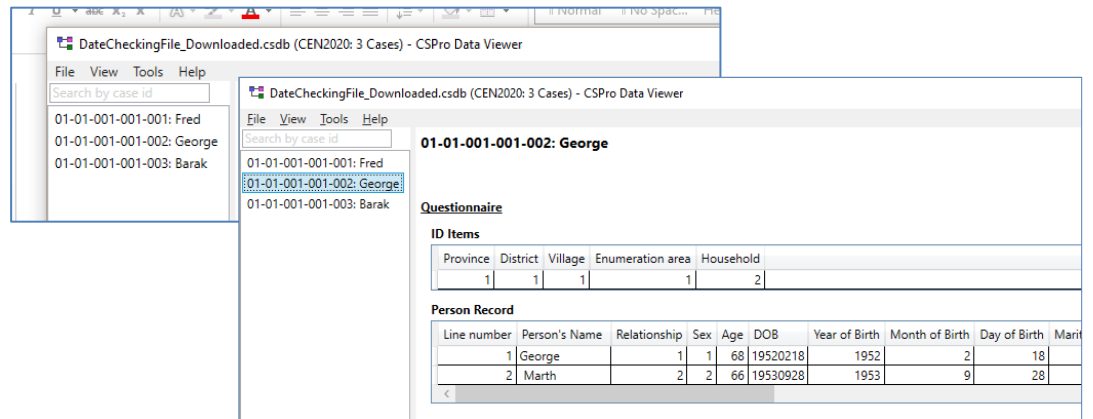 I U abc X₂ X² A A
Normal No Spac... He
DateCheckingFile_Downloaded.csdb (CEN2020: 3 Cases) - CSPro Data Viewer
File View Tools Help
Search by case id
01-01-001-001-001: Fred
01-01-001-001-002: George
01-01-001-001-003: Barak
DateCheckingFile_Downloaded.csdb (CEN2020: 3 Cases) - CSPro Data Viewer
File View Tools Help
Search by case id
01-01-001-001-001: Fred
01-01-001-001-002: George
01-01-001-001-003: Barak
01-01-001-001-002: George
Questionnaire
ID Items
Province District Village Enumeration area Household
1 1 1 1 2
Person Record
Line number Person's Name Relationship Sex Age DOB Year of Birth Month of Birth Day of Birth Marit
1 George 1 1 68 19520218 1952 2 18
2 Marth 2 2 66 19530928 1953 9 28